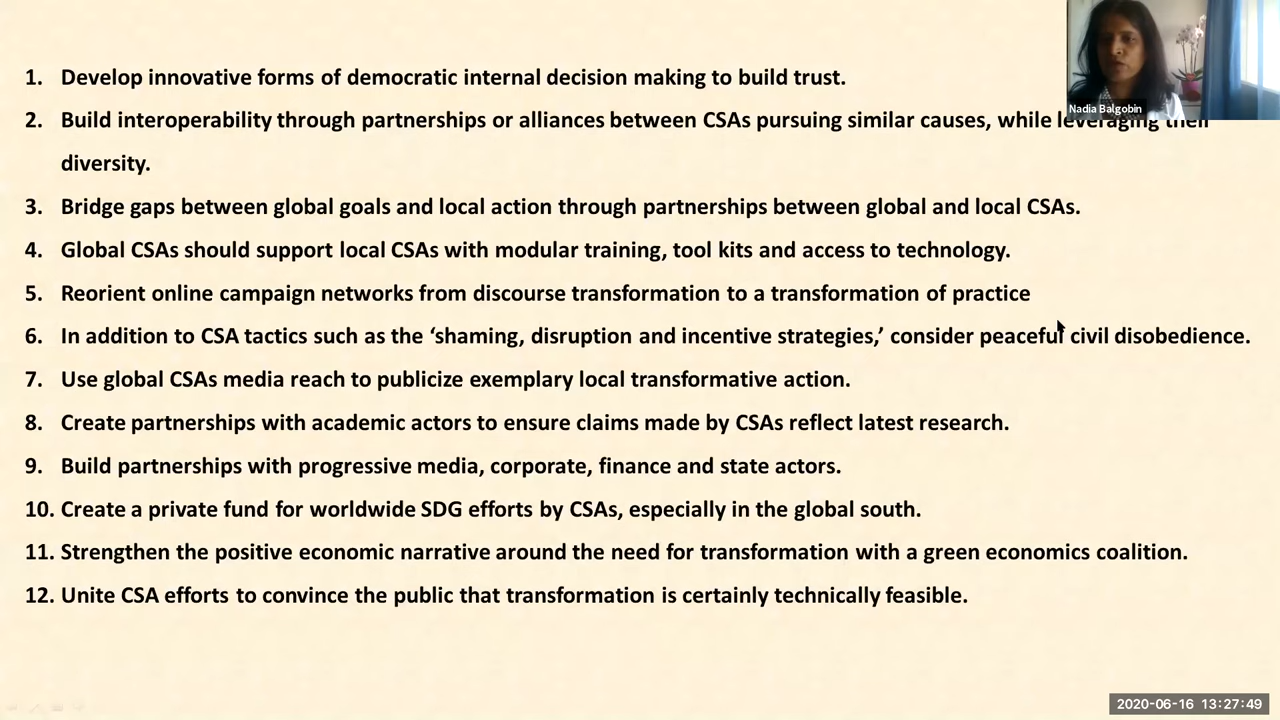 1. Develop innovative forms of democratic internal decision making to build trust.
Nadia Balgobin
2. Build interoperability through partnerships or alliances between CSAs pursuing similar causes, while leveraging their
diversity.
3. Bridge gaps between global goals and local action through partnerships between global and local CSAs.
4. Global CSAs should support local CSAs with modular training, tool kits and access to technology.
5. Reorient online campaign networks from discourse transformation to a transformation of practice
6. In addition to CSA tactics such as the ‘shaming, disruption and incentive strategies,’ consider peaceful civil disobedience.
7. Use global CSAs media reach to publicize exemplary local transformative action.
8. Create partnerships with academic actors to ensure claims made by CSAs reflect latest research.
9. Build partnerships with progressive media, corporate, finance and state actors.
10. Create a private fund for worldwide SDG efforts by CSAs, especially in the global south.
11. Strengthen the positive economic narrative around the need for transformation with a green economics coalition.
12. Unite CSA efforts to convince the public that transformation is certainly technically feasible.
2020-06-16 13:27:49